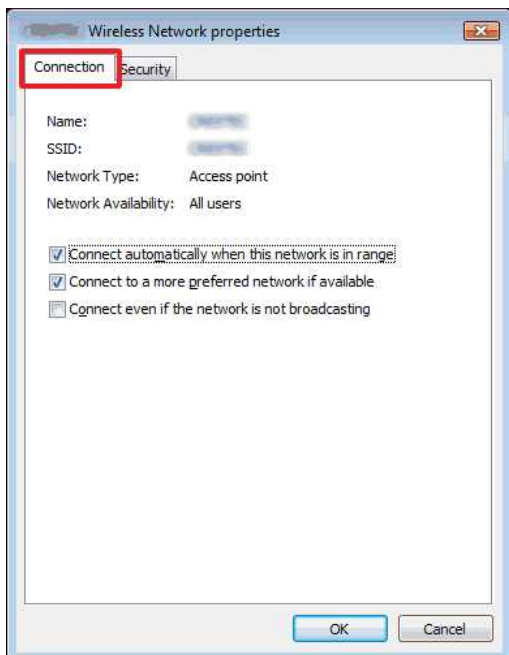 Wireless Network properties
Connection
Security
Name:
SSID:
Network Type: Access point
Network Availability: All users
Connect automatically when this network is in range
Connect to a more preferred network if available
Connect even if the network is not broadcasting
OK
Cancel